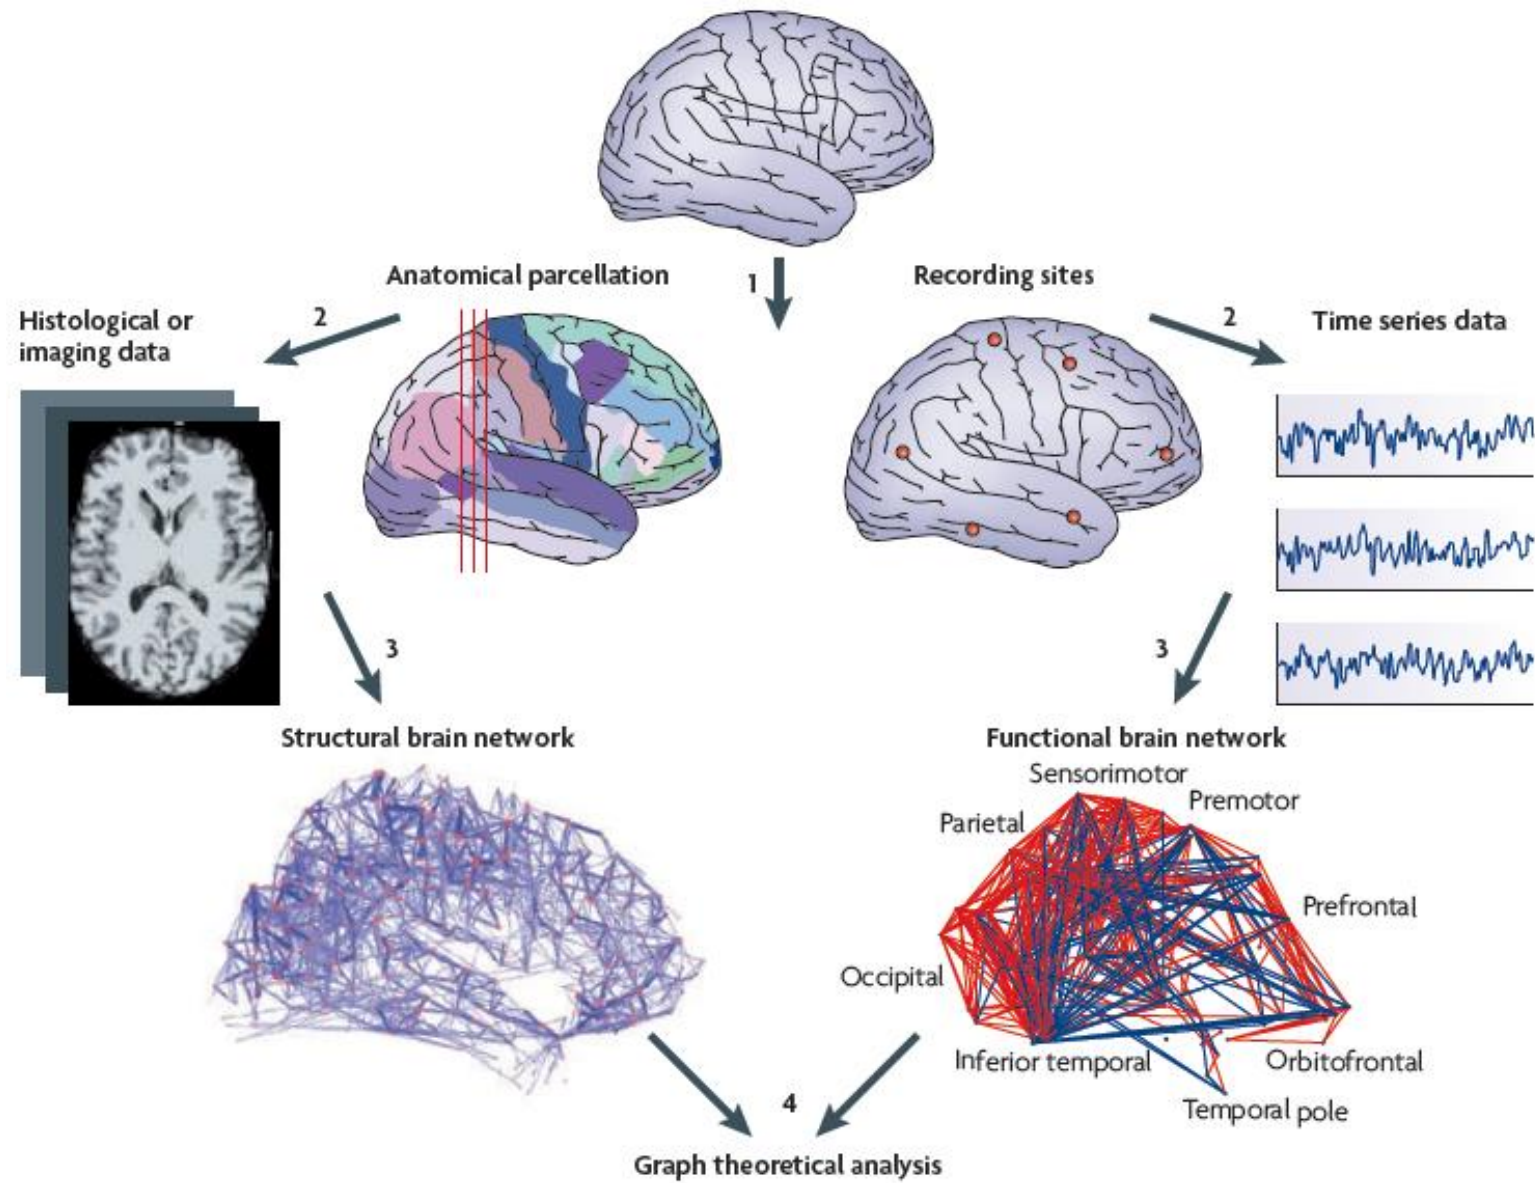 1
Anatomical parcellation
Recording sites
2
Histological or
imaging data
2
Time series data
3
3
Structural brain network
Functional brain network
Sensorimotor
Premotor
Parietal
Prefrontal
Occipital
Inferior temporal
Orbitofrontal
Temporal pole
4
Graph theoretical analysis